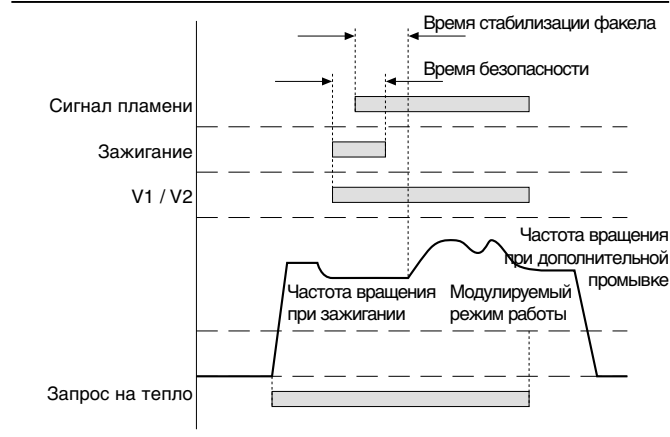 Время стабилизации факела
Время безопасности
Сигнал пламени
Зажигание
V1 / V2
Частота вращения
при дополнительной
промывке
Частота вращения
при зажигании
Модулируемый
режим работы
Запрос на тепло